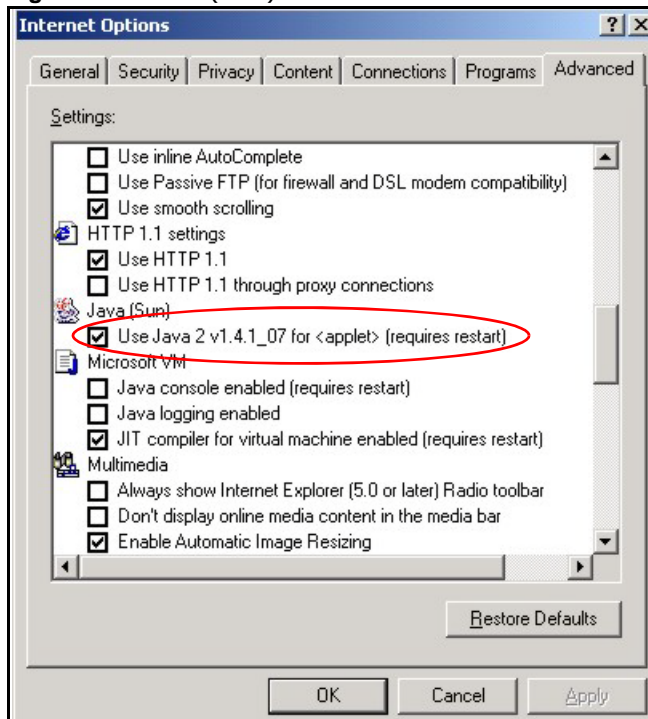 Internet Options
General Security Privacy Content Connections Programs Advanced
Settings:
Use inline AutoComplete
Use Passive FTP (for firewall and DSL modem compatibility)
Use smooth scrolling
HTTP 1.1 settings
Use HTTP 1.1
Use HTTP 1.1 through proxy connections
Java (Sun)
Use Java 2 v1.4.1_07 for <applet> (requires restart)
Microsoft VM
Java console enabled (requires restart)
Java logging enabled
JIT compiler for virtual machine enabled (requires restart)
Multimedia
Always show Internet Explorer (5.0 or later) Radio toolbar
Don't display online media content in the media bar
Enable Automatic Image Resizing
Restore Defaults
OK Cancel Apply